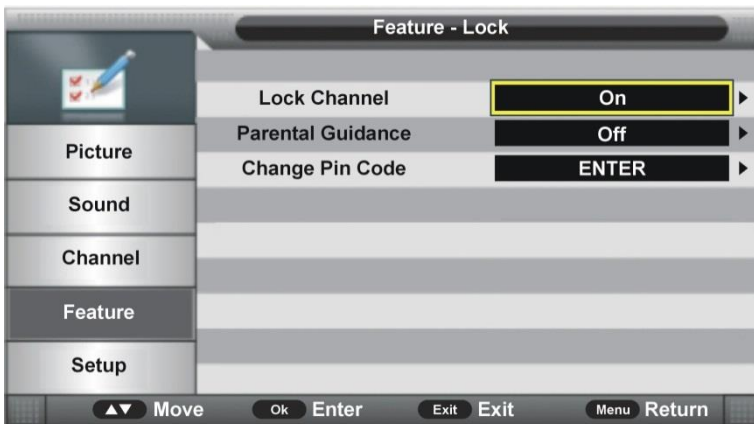 Feature - Lock
Lock Channel On
Parental Guidance Off
Change Pin Code ENTER
Picture
Sound
Channel
Feature
Setup
▲▼ Move Ok Enter Exit Exit Menu Return